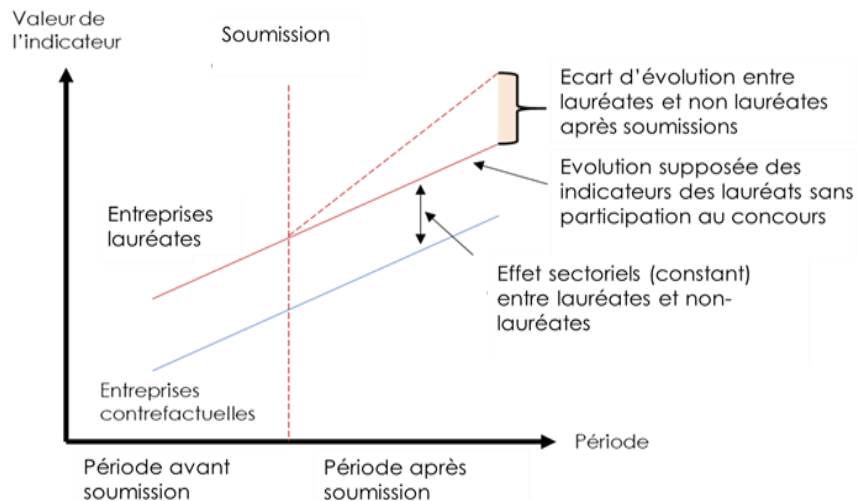 Valeur de
l'indicateur
Soumission
Ecart d'évolution entre
lauréates et non lauréates
après soumissions
Evolution supposée des
indicateurs des lauréats sans
participation au concours
Entreprises
lauréates
Effet sectoriels (constant)
entre lauréates et non-
lauréates
Entreprises
contrefactuelles
Période
Période avant
soumission
Période après
soumission